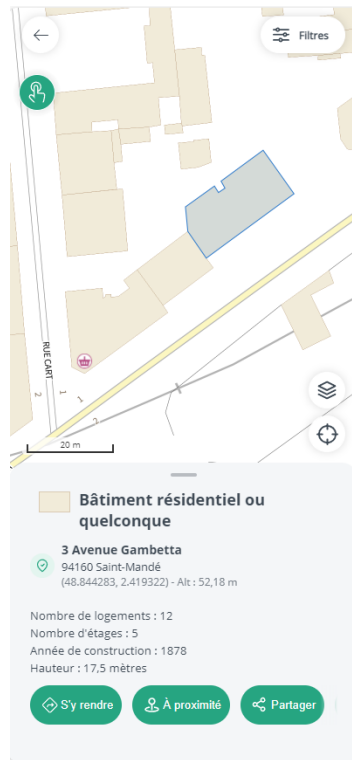 Filtres
RUE CART
2
1
1
2
20 m
Bâtiment résidentiel ou
quelconque
3 Avenue Gambetta
94160 Saint-Mandé
(48.844283, 2.419322) - Alt : 52,18 m
Nombre de logements : 12
Nombre d'étages : 5
Année de construction : 1878
Hauteur : 17,5 mètres
S'y rendre
À proximité
Partager